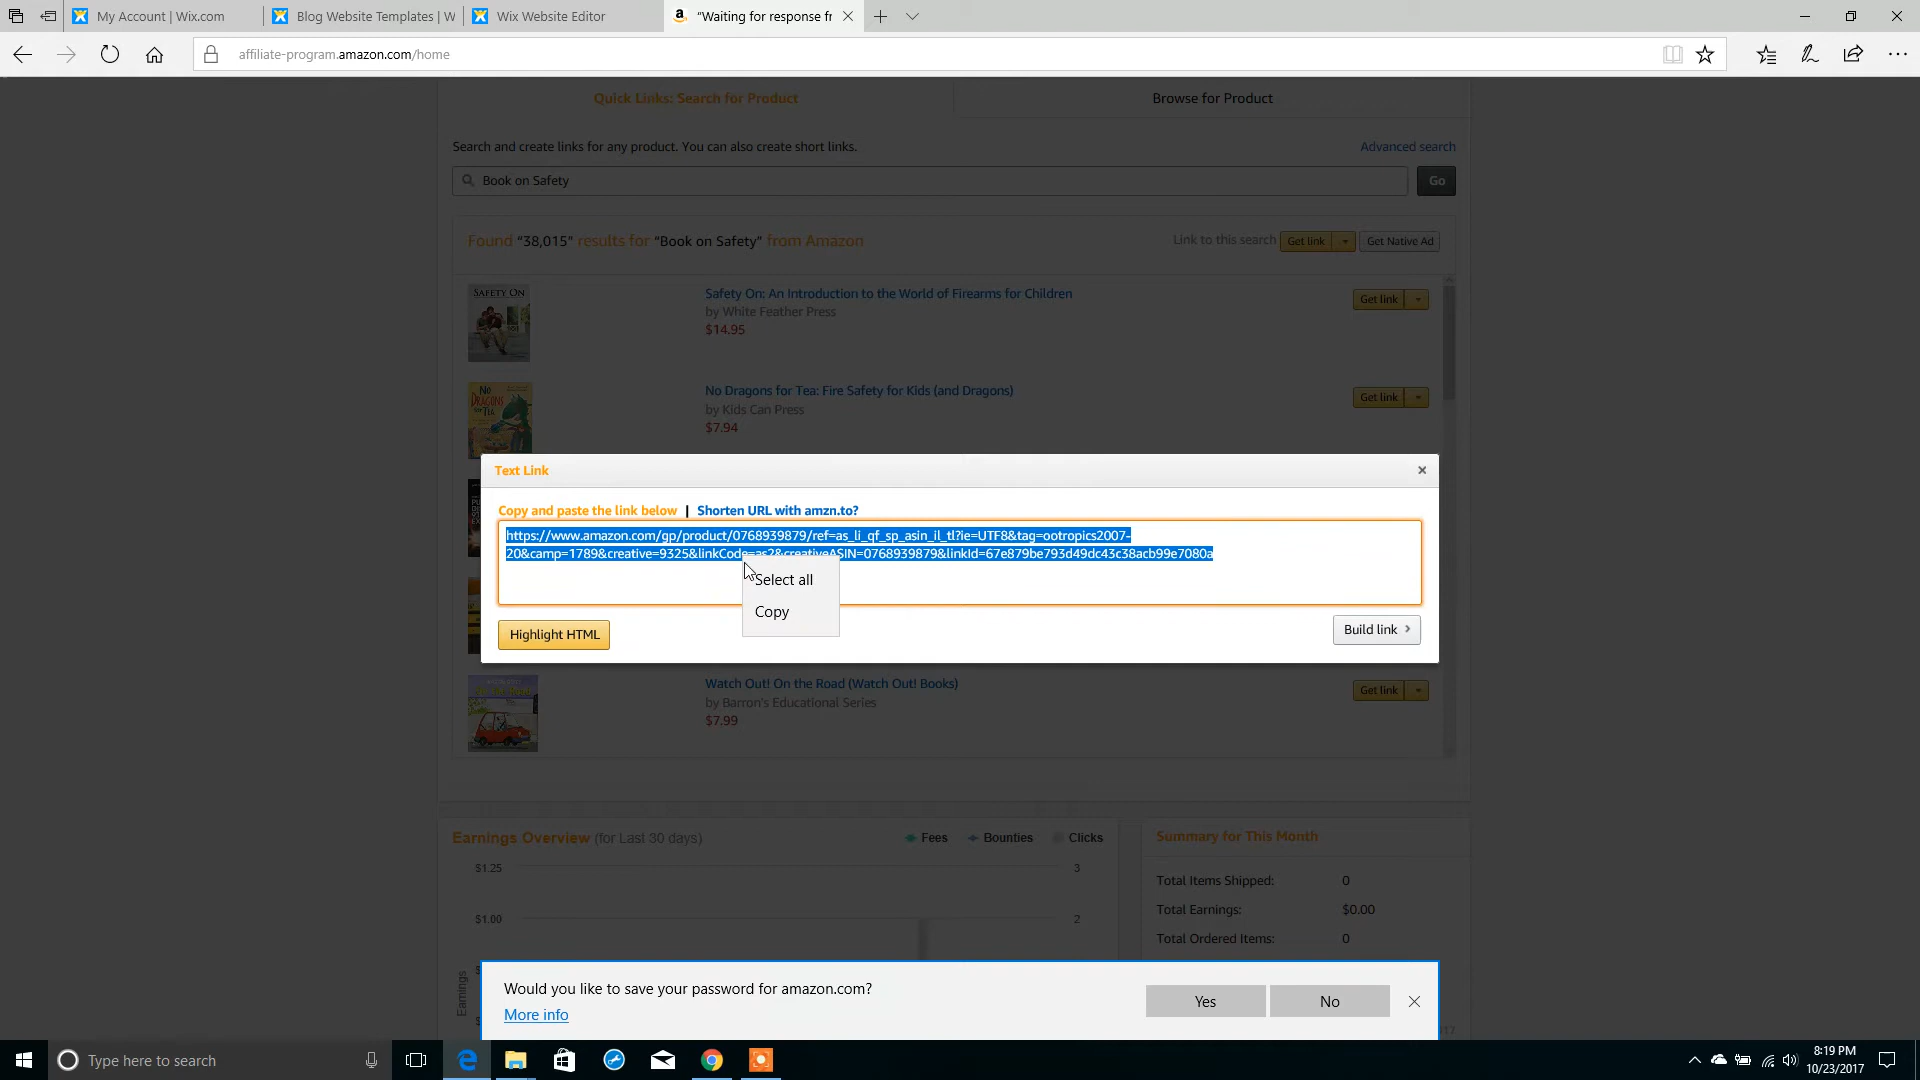 My Account | Wix.com
Blog Website Templates | W
Wix Website Editor
"Waiting for response fr
affiliate-program.amazon.com/home
Quick Links: Search for Product
Browse for Product
Search and create links for any product. You can also create short links.
Advanced search
Book on Safety
Go
Found "38,015" results for "Book on Safety" from Amazon
Link to this search
Get link
Get Native Ad
SAFETY ON
Safety On: An Introduction to the World of Firearms for Children
by White Feather Press
$14.95
Get link
NO
DRAGONS
for TEA
No Dragons for Tea: Fire Safety for Kids (and Dragons)
by Kids Can Press
$7.94
Get link
Text Link
Copy and paste the link below | Shorten URL with amzn.to?
https://www.amazon.com/gp/product/0768939879/ref=as_li_qf_sp_asin_il_tl?ie=UTF8&tag=ootropics2007-
20&camp=1789&creative=9325&linkCode=as2&creativeASIN=0768939879&linkId=67e879be793d49dc43c38acb99e7080a
Select all
Copy
Highlight HTML
Build link
Watch Out! On the Road (Watch Out! Books)
by Barron's Educational Series
$7.99
Get link
Earnings Overview (for Last 30 days)
Fees
Bounties
Clicks
$1.25
3
$1.00
2
Earnings
Summary for This Month
Total Items Shipped: 0
Total Earnings: $0.00
Total Ordered Items: 0
Would you like to save your password for amazon.com?
More info
Yes
No
Type here to search
8:19 PM
10/23/2017